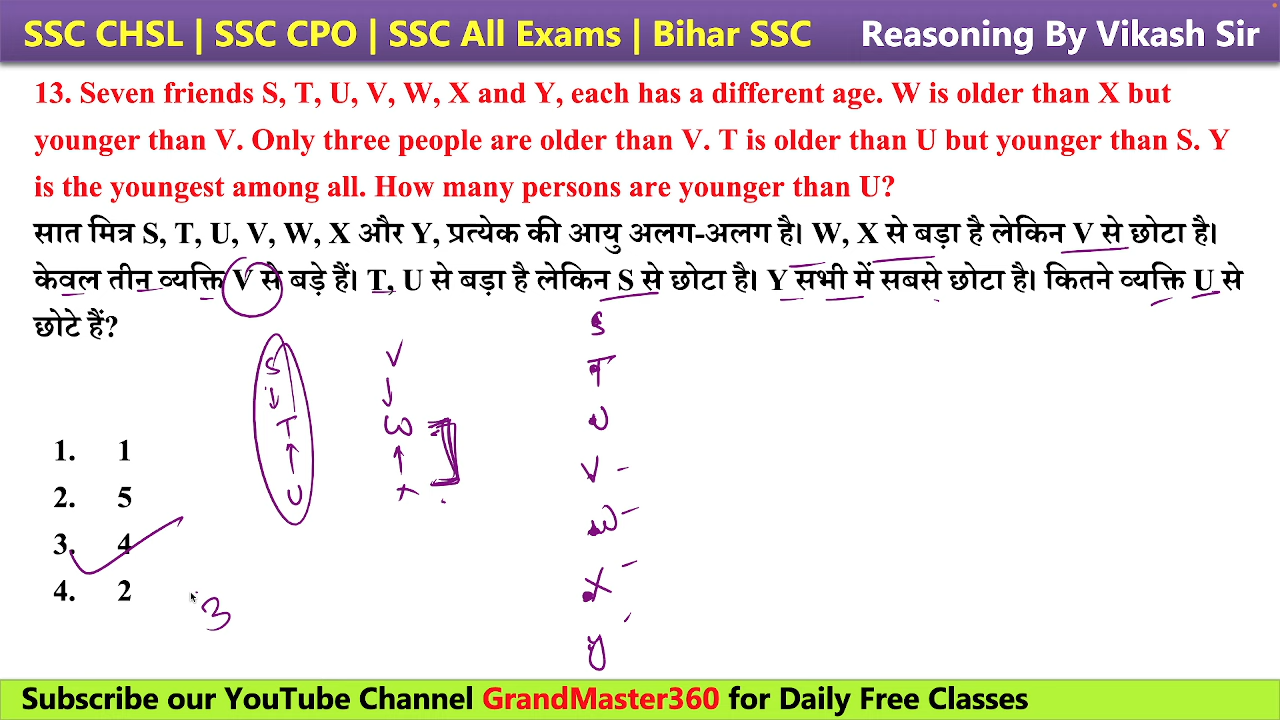 SSC CHSL | SSC CPO | SSC All Exams | Bihar SSC Reasoning By Vikash Sir
13. Seven friends S, T, U, V, W, X and Y, each has a different age. W is older than X but
younger than V. Only three people are older than V. T is older than U but younger than S. Y
is the youngest among all. How many persons are younger than U?
सात मित्र S, T, U, V, W, X और Y, प्रत्येक की आयु अलग-अलग है। W, X से बड़ा है लेकिन V से छोटा है।
केवल तीन व्यक्ति V से बड़े हैं। T, U से बड़ा है लेकिन S से छोटा है। Y सभी में सबसे छोटा है। कितने व्यक्ति U से
छोटे हैं?
S
↓
T
↑
U
V
↓
W
↑
X
S
T
U
V
W
X
Y
1. 1
2. 5
3. 4
4. 2
3
Subscribe our YouTube Channel GrandMaster360 for Daily Free Classes